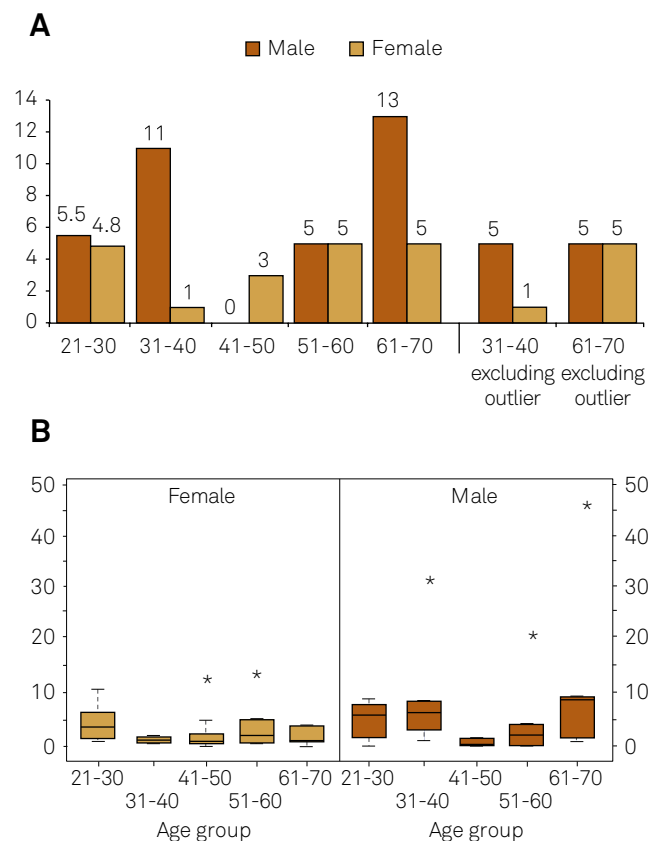 A
Male Female
14
12
10
8
6
4
2
0
5.5 4.8 11 1 0 3 5 5 13 5 5 1 5 5
21-30 31-40 41-50 51-60 61-70 31-40 61-70
excluding excluding
outlier outlier
B
Female Male
50 50
40 40
30 30
20 20
10 10
0 0
* * * * *
21-30 41-50 61-70 21-30 41-50 61-70
31-40 51-60 31-40 51-60
Age group Age group